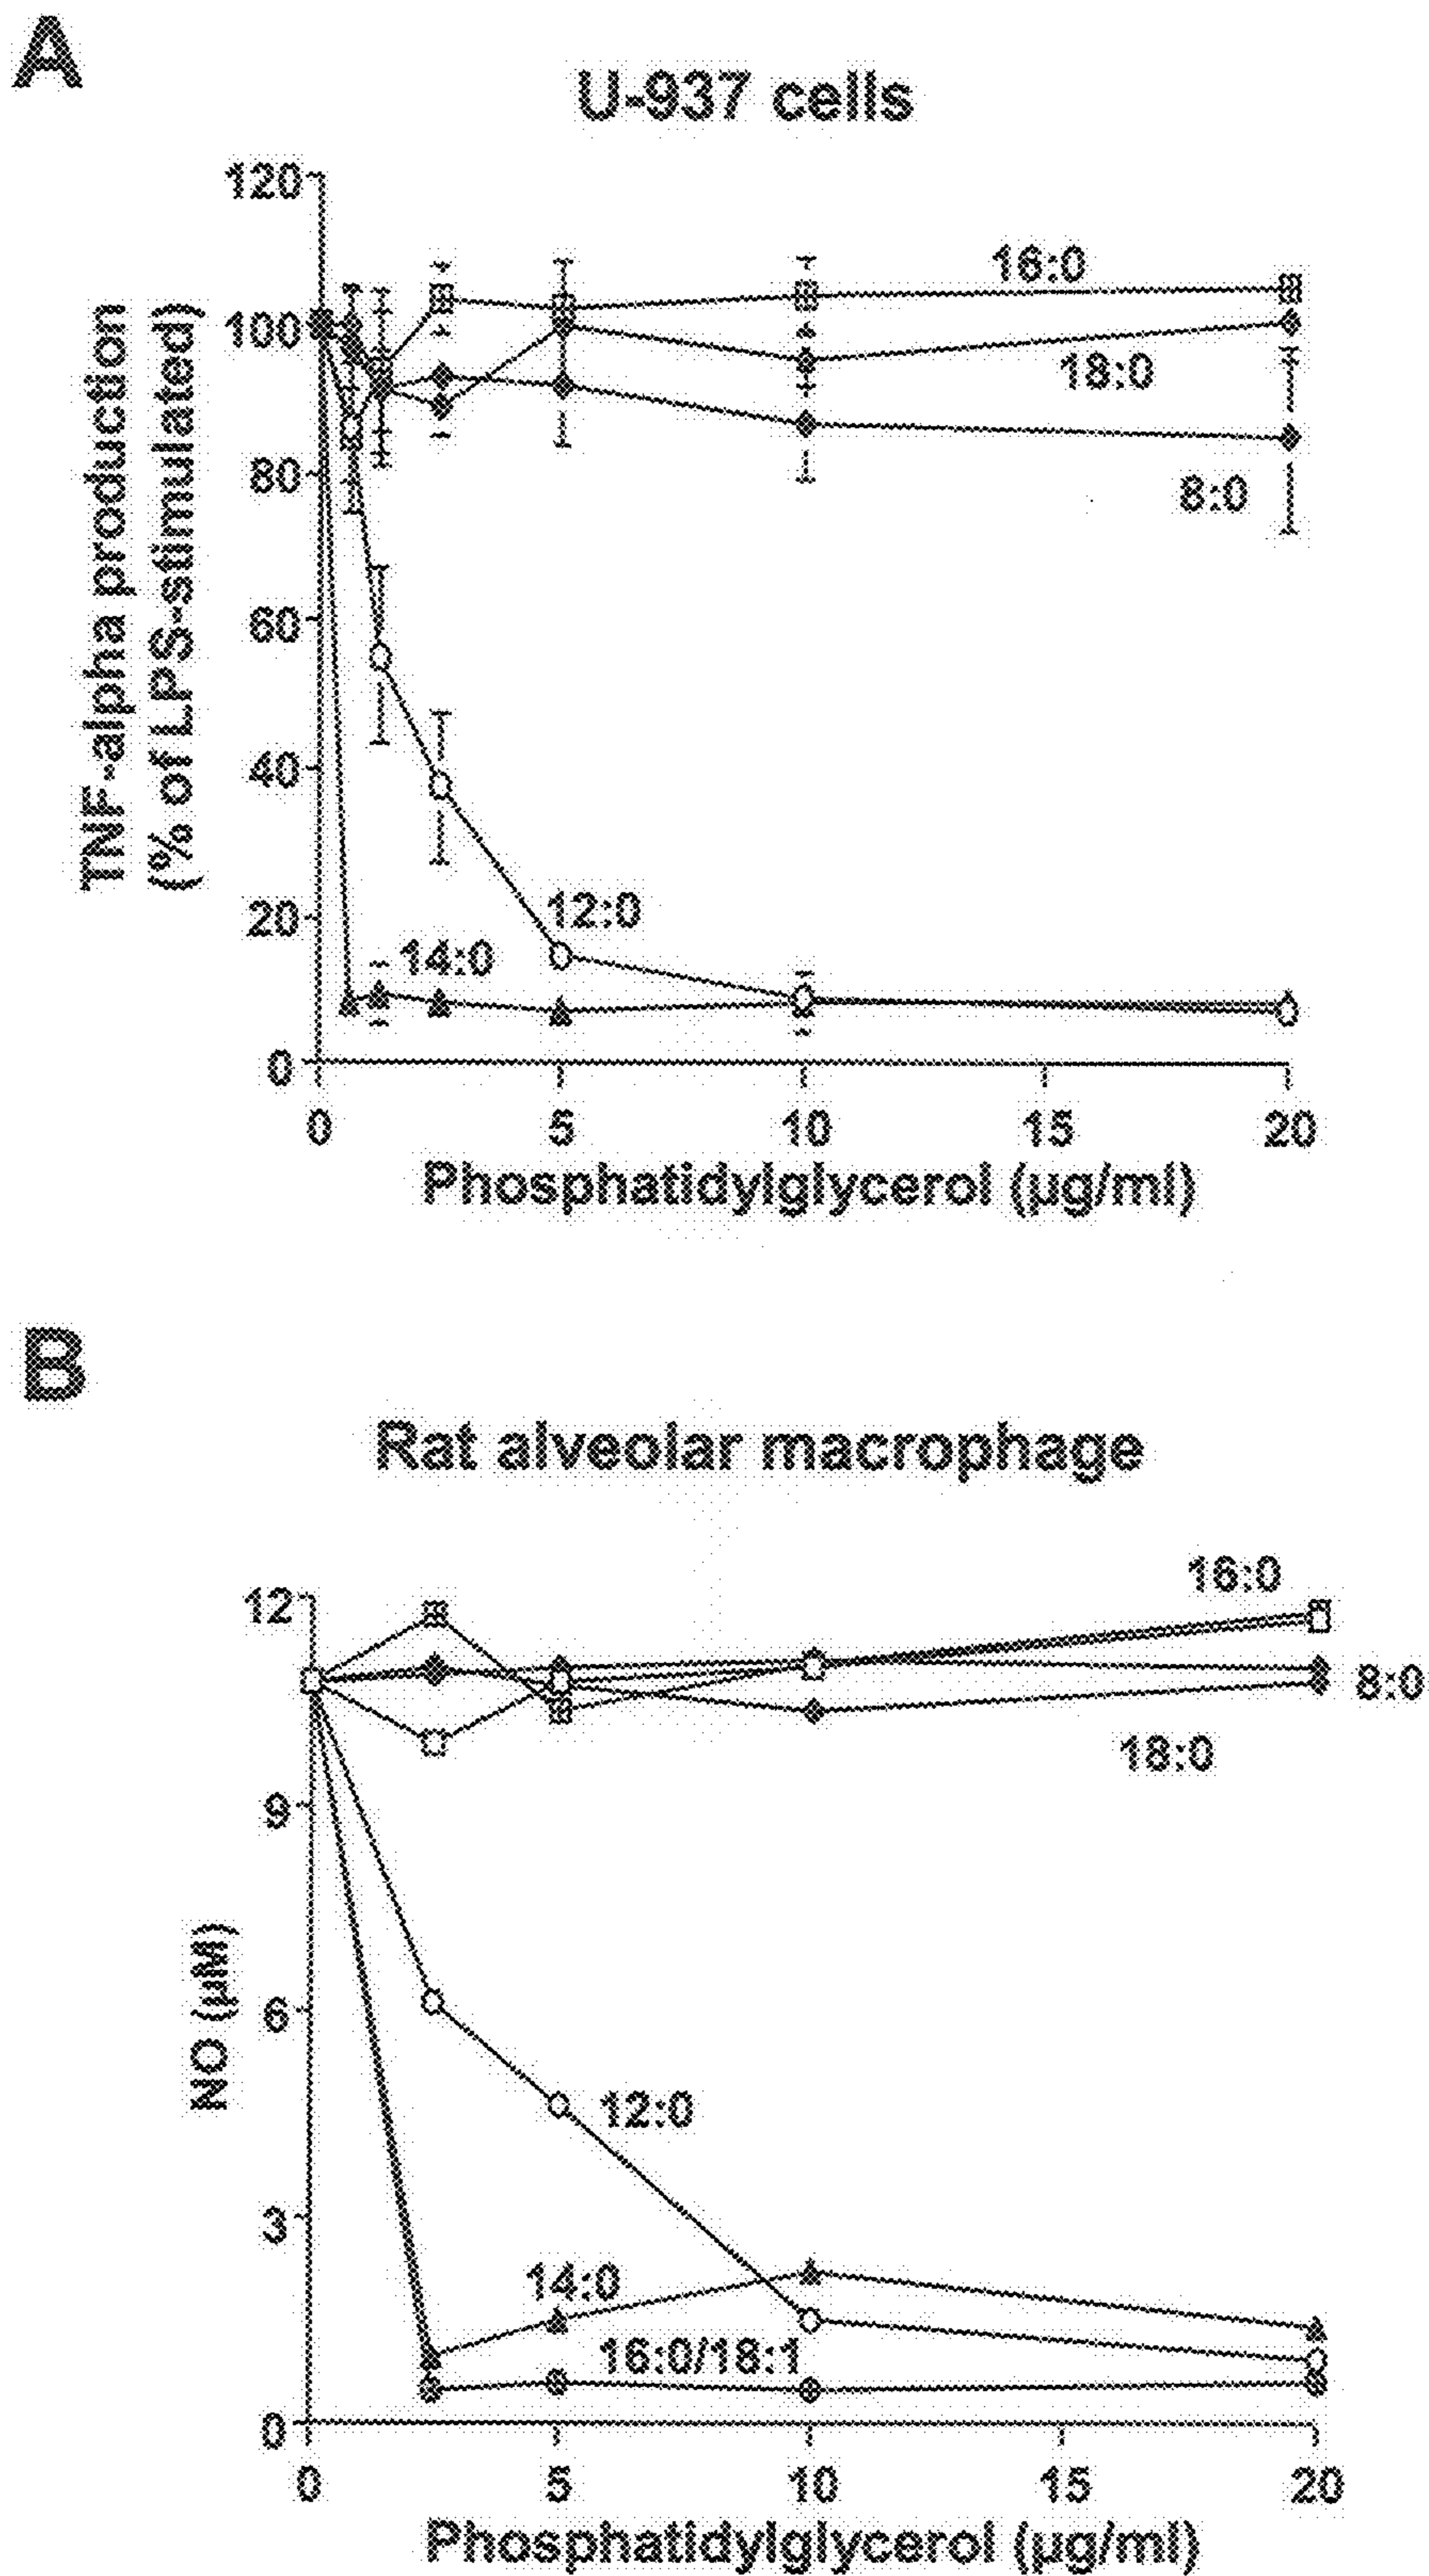 A
U-937 cells
120
100
80
60
40
20
0
TNF-alpha production
(% of LPS-stimulated)
16:0
18:0
8:0
12:0
14:0
0 5 10 15 20
Phosphatidylglycerol (µg/ml)
B
Rat alveolar macrophage
12
9
6
3
0
NO (µM)
16:0
8:0
18:0
12:0
14:0
16:0/18:1
0 5 10 15 20
Phosphatidylglycerol (µg/ml)